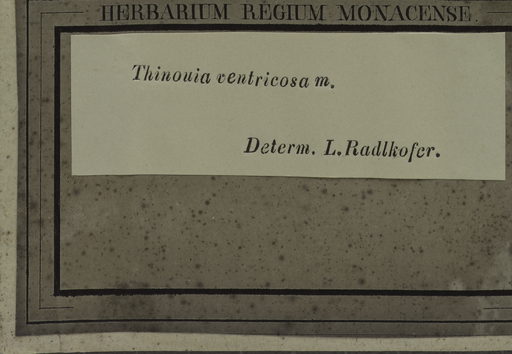 HERBARIUM REGIUM MONACENSE.
Thinouia ventricosa m.
Determ. L. Radlkofer.